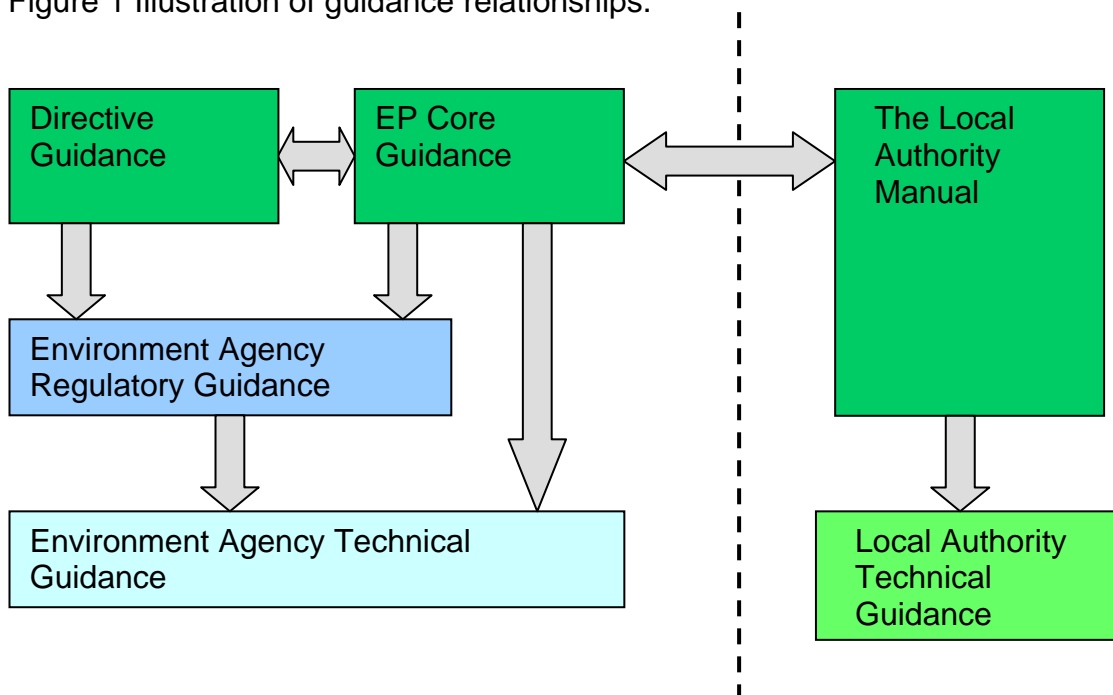 Figure 1 Illustration of guidance relationships.
Directive
Guidance
EP Core
Guidance
The Local
Authority
Manual
Environment Agency
Regulatory Guidance
Environment Agency Technical
Guidance
Local Authority
Technical
Guidance